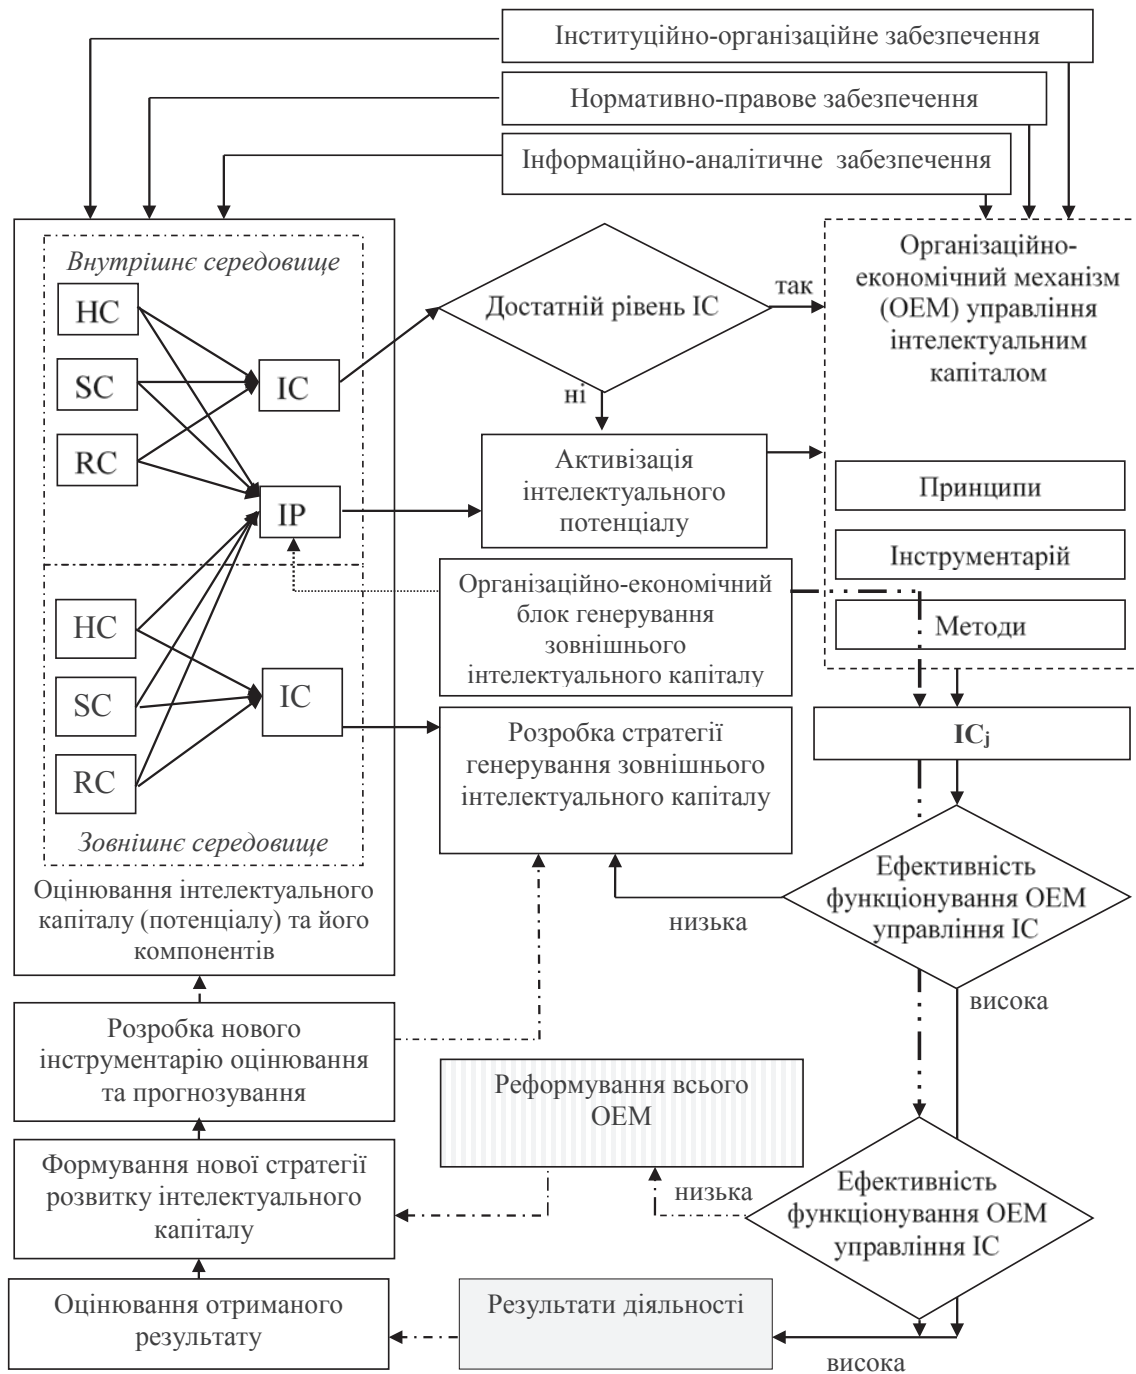 Інституційно-організаційне забезпечення
Нормативно-правове забезпечення
Інформаційно-аналітичне забезпечення
Внутрішнє середовище
HC
SC
RC
IC
IP
HC
SC
RC
IC
Зовнішнє середовище
Оцінювання інтелектуального
капіталу (потенціалу) та його
компонентів
Достатній рівень ІС
так
ні
Активізація
інтелектуального
потенціалу
Організаційно-
економічний механізм
(ОЕМ) управління
інтелектуальним
капіталом
Принципи
Інструментарій
Методи
Організаційно-економічний
блок генерування
зовнішнього
інтелектуального капіталу
Розробка стратегії
генерування зовнішнього
інтелектуального капіталу
ICj
Ефективність
функціонування ОЕМ
управління ІС
низька
висока
Розробка нового
інструментарію оцінювання
та прогнозування
Реформування всього
ОЕМ
Формування нової стратегії
розвитку інтелектуального
капіталу
низька
Ефективність
функціонування ОЕМ
управління ІС
Оцінювання отриманого
результату
Результати діяльності
висока